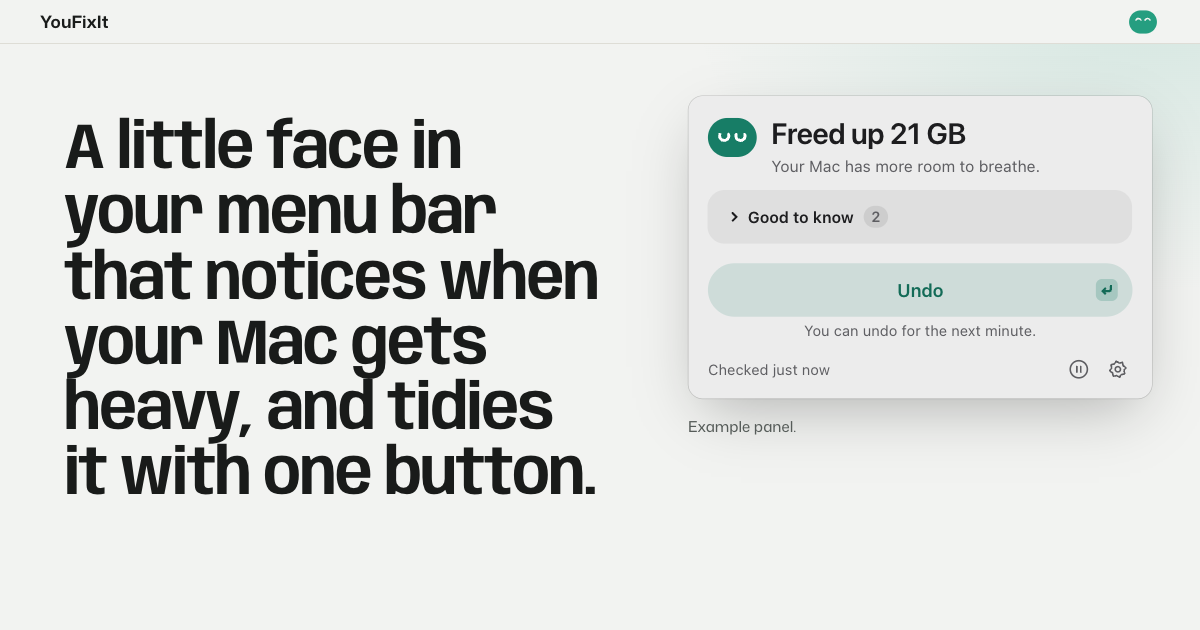 YouFixIt
A little face in
your menu bar
that notices when
your Mac gets
heavy, and tidies
it with one button.
Freed up 21 GB
Your Mac has more room to breathe.
Good to know 2
Undo
You can undo for the next minute.
Checked just now
Example panel.